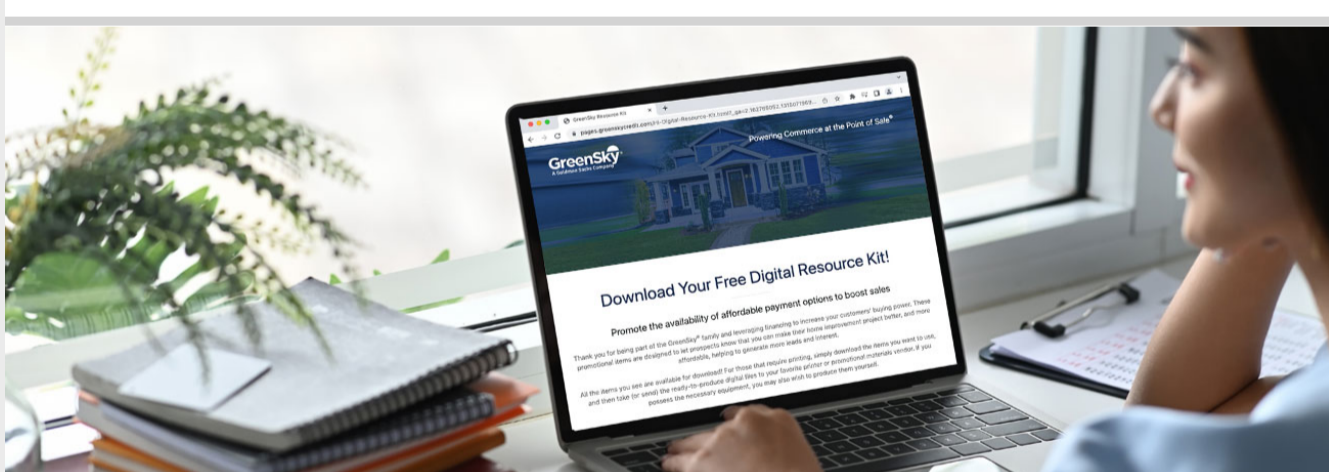 GreenSky Resource Kit
GreenSky
A Goldman Sachs Company
Powering Commerce at the Point of Sale®
Download Your Free Digital Resource Kit!
Promote the availability of affordable payment options to boost sales
Thank you for being part of the GreenSky® family and leveraging financing to increase your customers' buying power. These
promotional items are designed to let prospects know that you can make their home improvement project better, and more
affordable, helping to generate more leads and interest.
All the items you see are available for download! For those that require printing, simply download the items you want to use,
and then take (or send) the ready-to-produce digital files to your favorite printer or promotional materials vendor. If you
possess the necessary equipment, you may also wish to produce them yourself.